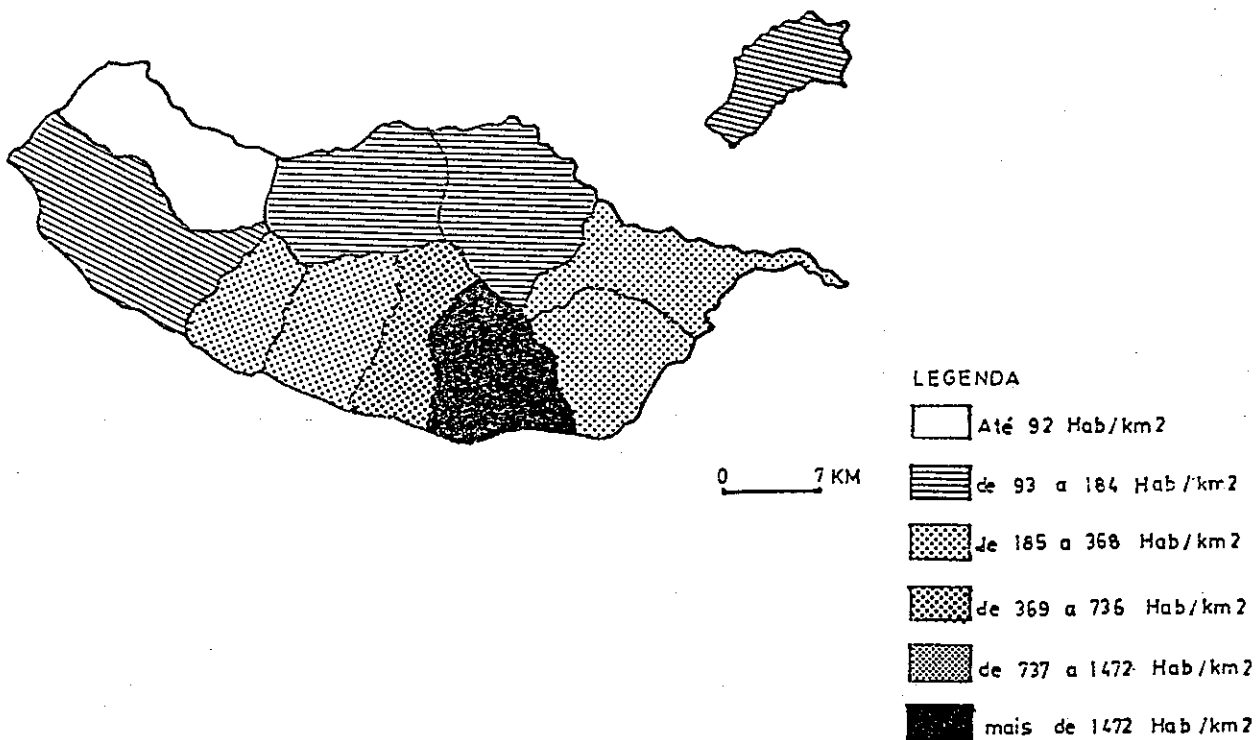 LEGENDA
Até 92 Hab/km2
de 93 a 184 Hab/km2
de 185 a 368 Hab/km2
de 369 a 736 Hab/km2
de 737 a 1472 Hab/km2
mais de 1472 Hab/km2
0 7 KM